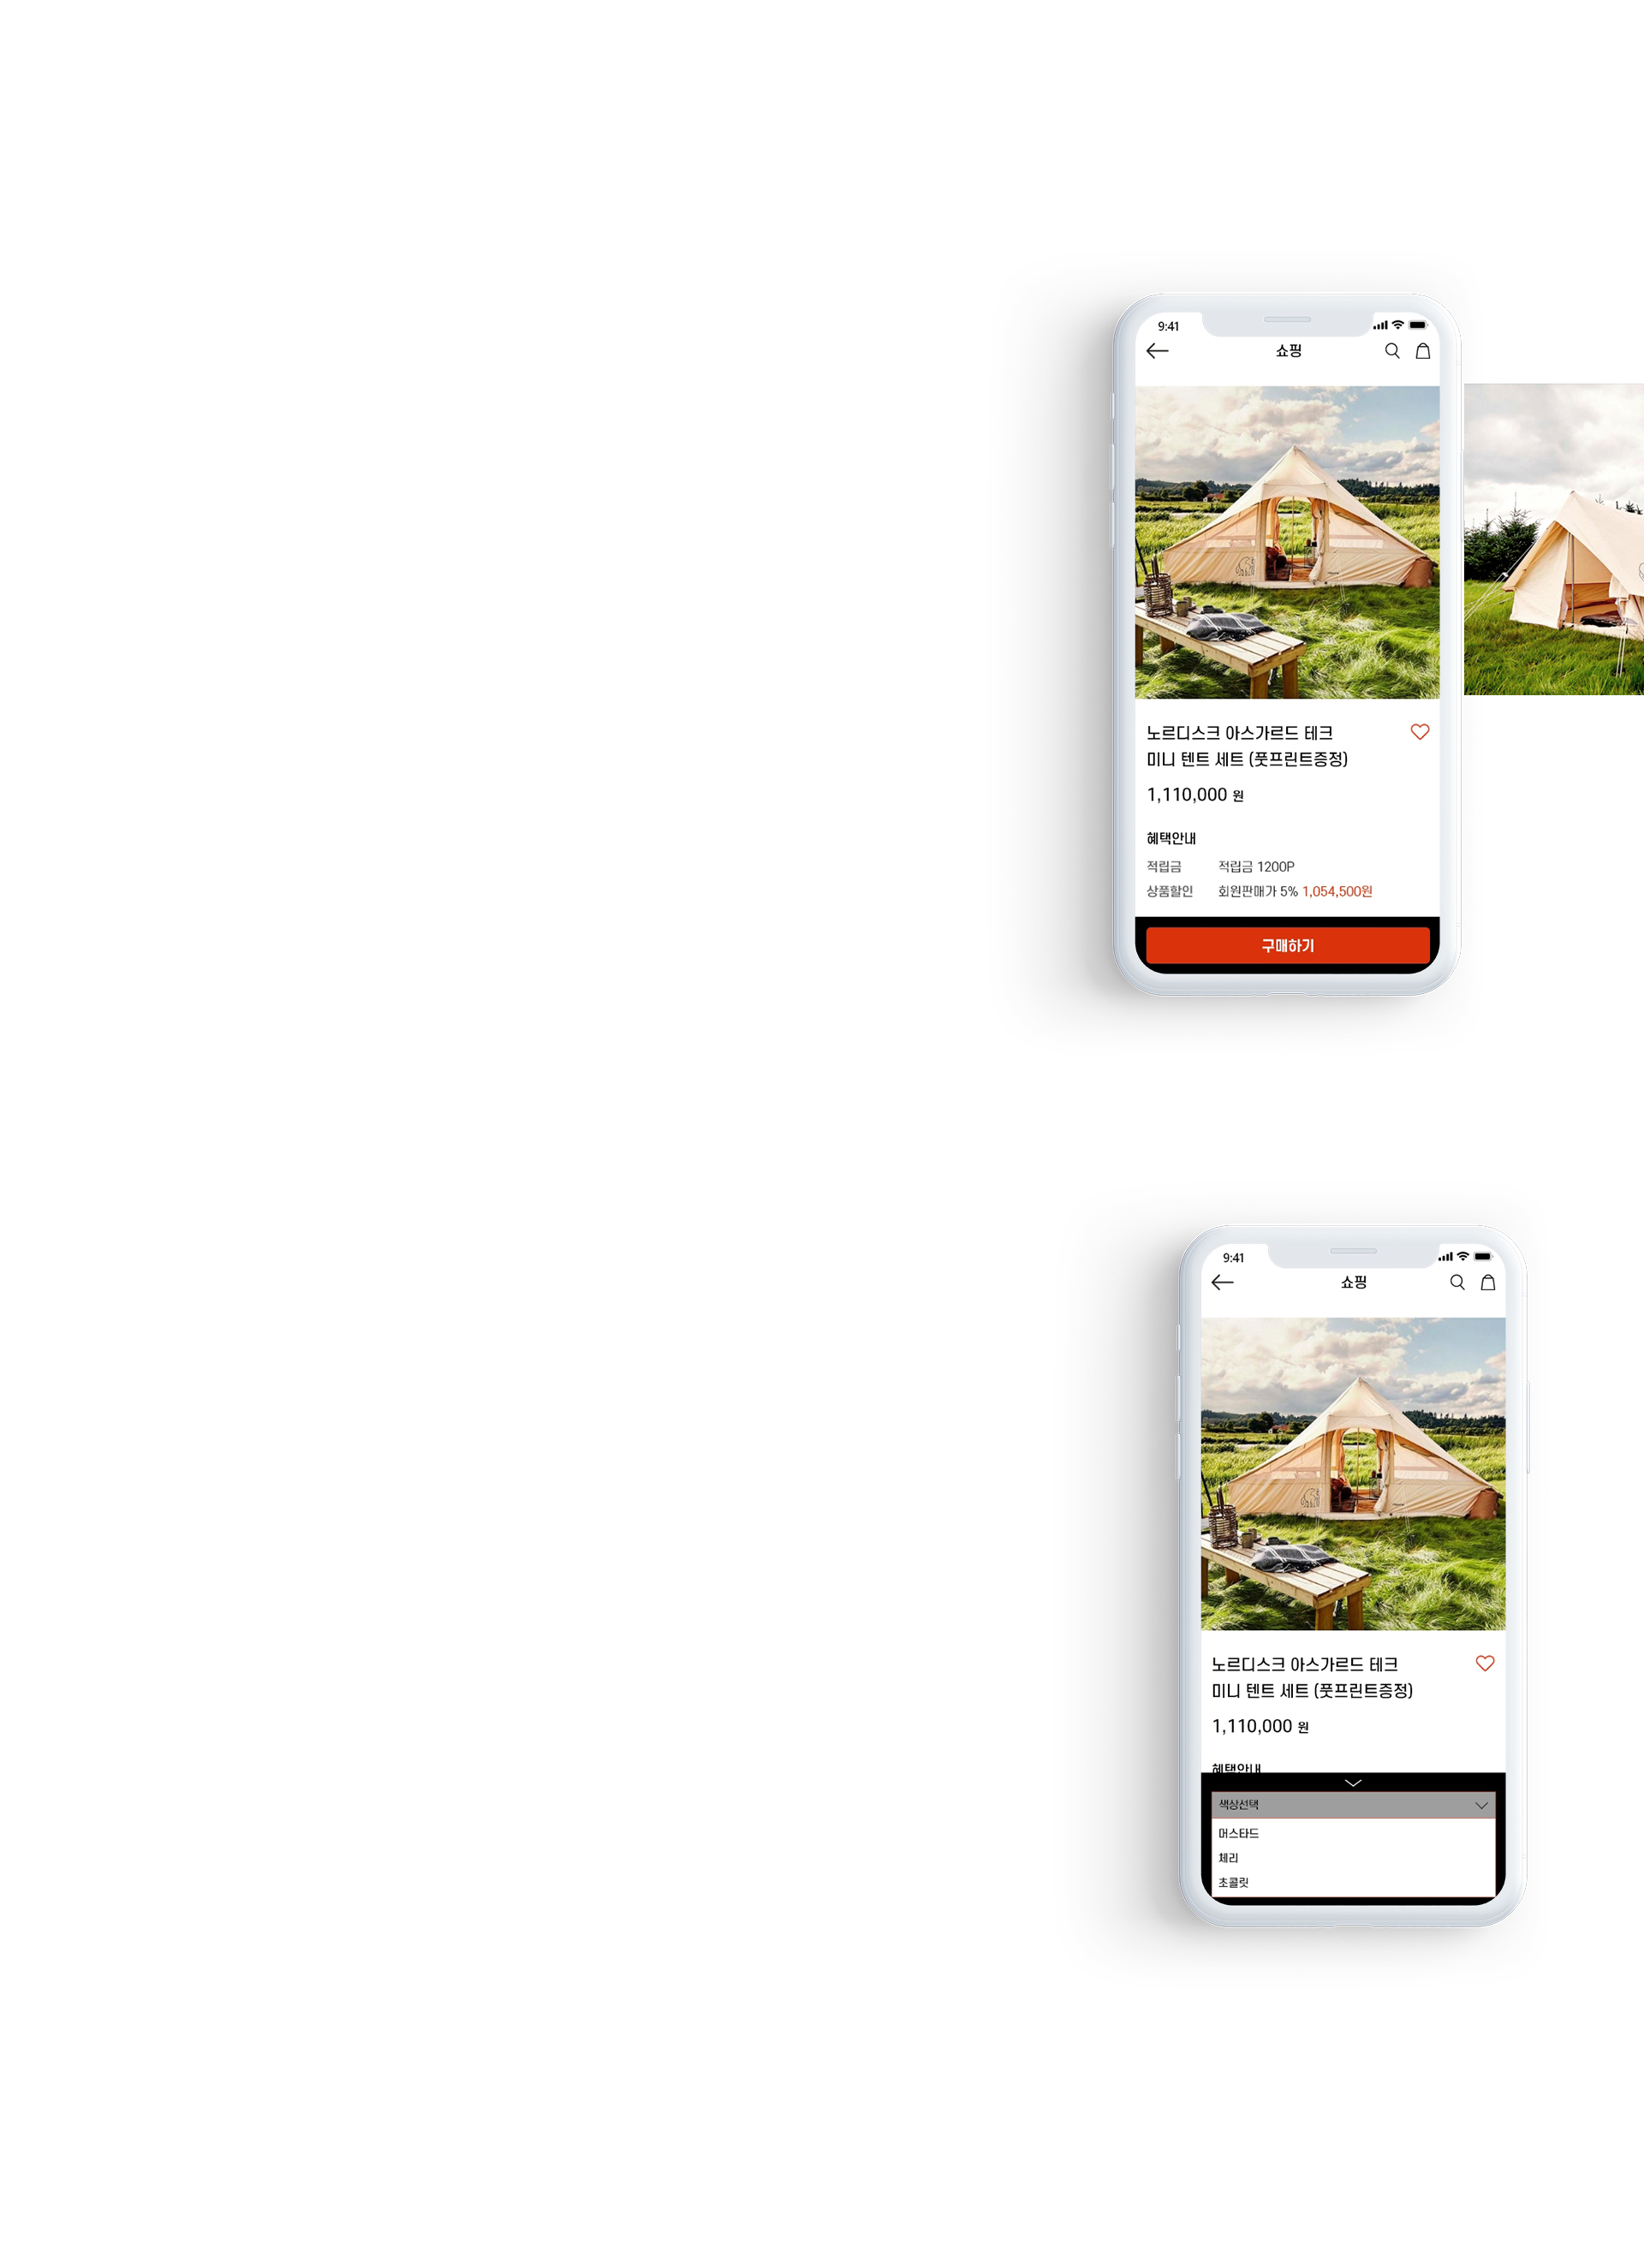 9:41
쇼핑
노르디스크 아스가르드 테크
미니 텐트 세트 (풋프린트증정)
1,110,000 원
혜택안내
적립금 적립금 1200P
상품할인 회원판매가 5% 1,054,500원
구매하기
9:41
쇼핑
노르디스크 아스가르드 테크
미니 텐트 세트 (풋프린트증정)
1,110,000 원
혜택안내
색상선택
머스타드
체리
초콜릿